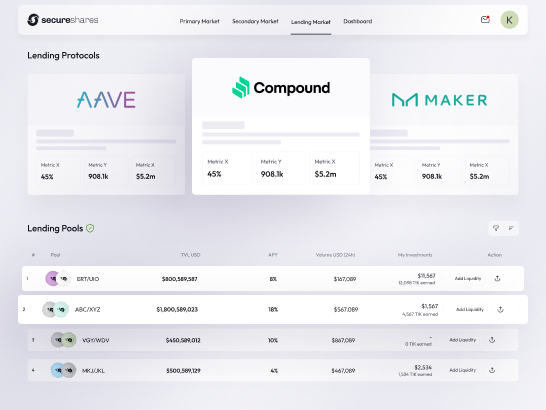 secureshares Primary Market Secondary Market Lending Market Dashboard K
Lending Protocols
AAVE Compound MAKER
Metric X Metric Y Metric X Metric X Metric Y Metric X Metric X Metric Y Metric X
45% 908.1k $5.2m 45% 908.1k $5.2m 45% 908.1k $5.2m
Lending Pools
# Pool TVL USD APY Volume USD (24h) My Investments Action
1 ERT/UIO $800,589,587 8% $167,089 $11,567 Add Liquidity
12,098 TIK earned
2 ABC/XYZ $1,800,589,023 18% $567,089 $1,567 Add Liquidity
4,567 TIK earned
3 VGY/WDV $450,589,012 10% $867,089 - Add Liquidity
0 TIK earned
4 MKJ/JKL $500,589,129 4% $467,089 $2,534 Add Liquidity
1,534 TIK earned